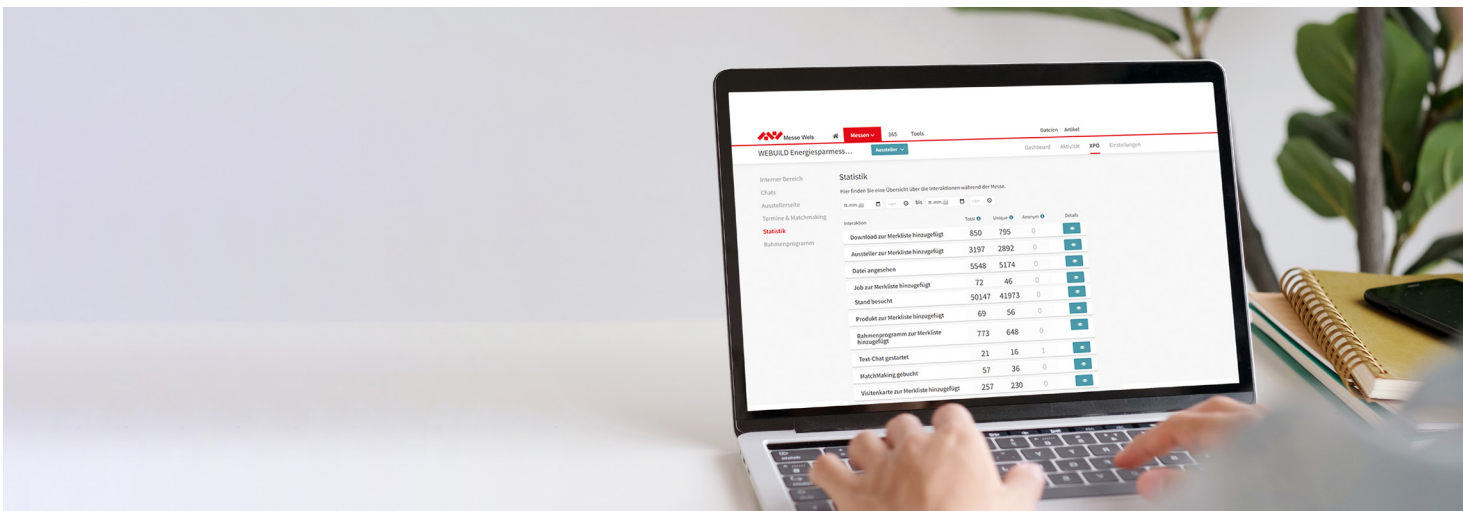 Messe Wels
Messen
365
Tools
Dateien
Artikel
WEBUILD Energiesparmess...
Aussteller
Dashboard
Aktivität
XPO
Einstellungen
Interner Bereich
Chats
Ausstellerseite
Termine & Matchmaking
Statistik
Rahmenprogramm
Statistik
Hier finden Sie eine Übersicht über die Interaktionen während der Messe.
bis
Interaktion Total Unique Anonym Details
Download zur Merkliste hinzugefügt 850 795 0
Aussteller zur Merkliste hinzugefügt 3197 2892 0
Datei angesehen 5548 5174 0
Job zur Merkliste hinzugefügt 72 46 0
Stand besucht 50147 41973 0
Produkt zur Merkliste hinzugefügt 69 56 0
Rahmenprogramm zur Merkliste
hinzugefügt 773 648 0
Text-Chat gestartet 21 16 1
MatchMaking gebucht 57 36 0
Visitenkarte zur Merkliste hinzugefügt 257 230 0